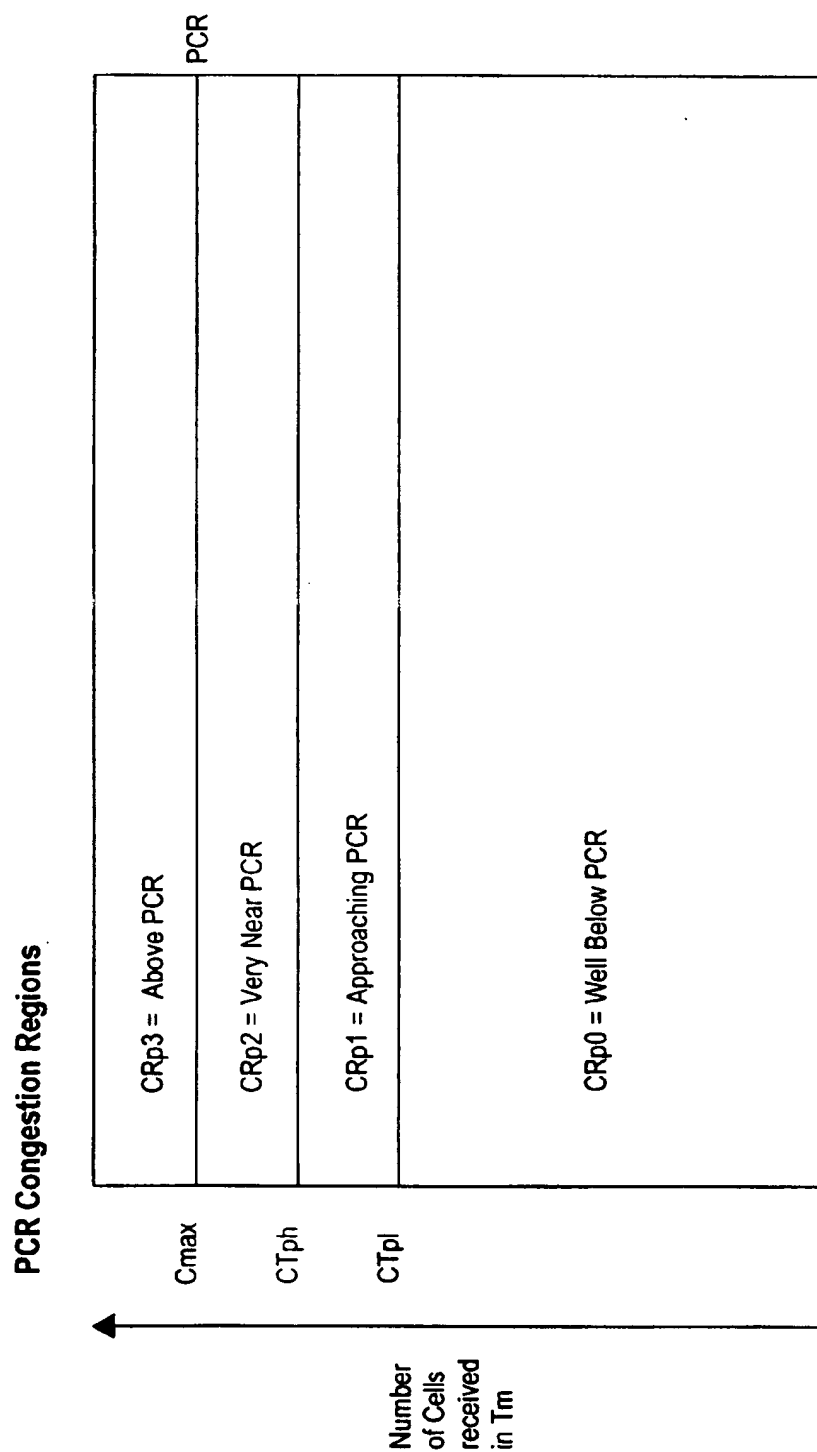 PCR Congestion Regions
PCR
Cmax
CRp3 = Above PCR
CTph
CRp2 = Very Near PCR
CTpl
CRp1 = Approaching PCR
CRp0 = Well Below PCR
Number
of Cells
received
in Tm